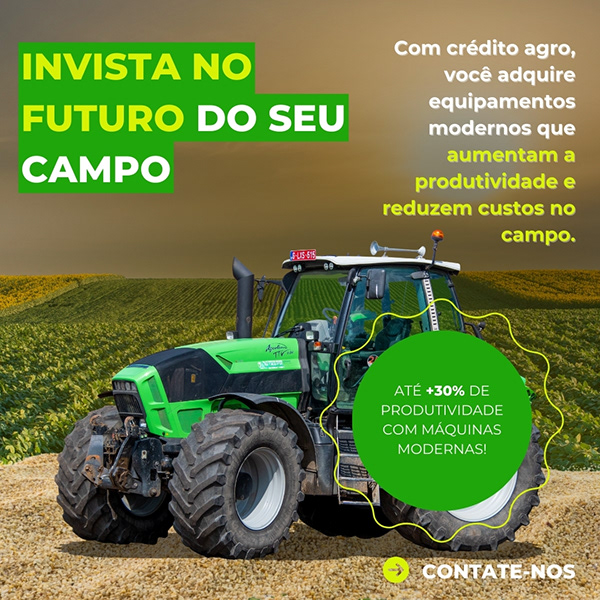 INVISTA NO
FUTURO DO SEU
CAMPO
Com crédito agro,
você adquire
equipamentos
modernos que
aumentam a
produtividade e
reduzem custos no
campo.
ATÉ +30% DE
PRODUTIVIDADE
COM MÁQUINAS
MODERNAS!
CONTATE-NOS